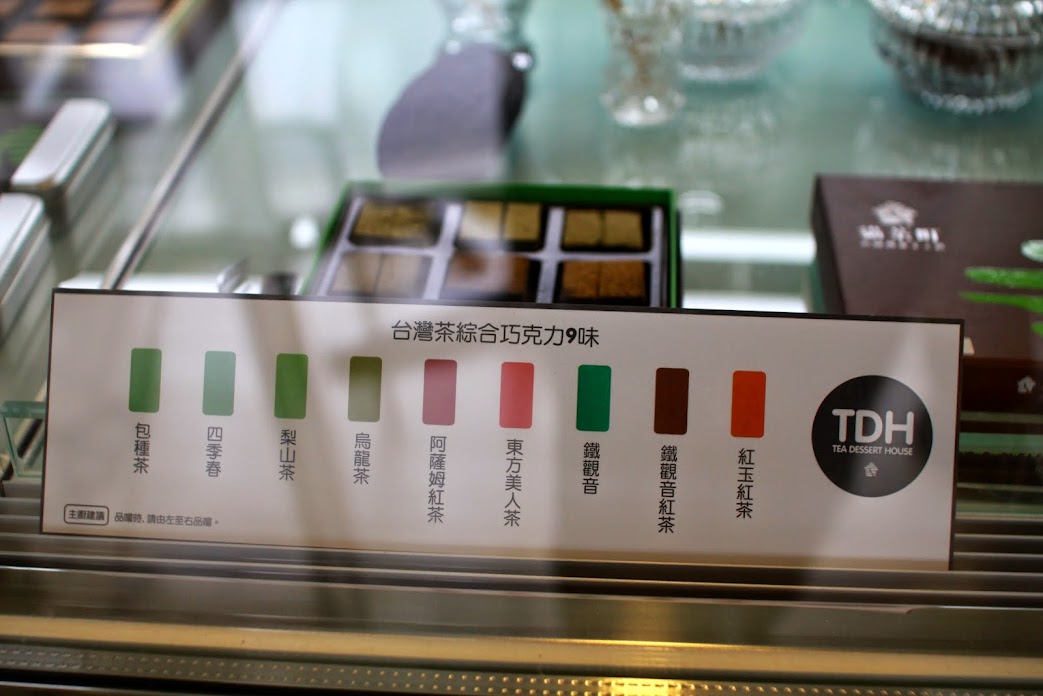 台灣茶綜合巧克力9味
包種茶
四季春
梨山茶
烏龍茶
阿薩姆紅茶
東方美人茶
鐵觀音
鐵觀音紅茶
紅玉紅茶
TDH
TEA DESSERT HOUSE
主廚建議 品嚐時，請由左至右品嚐。